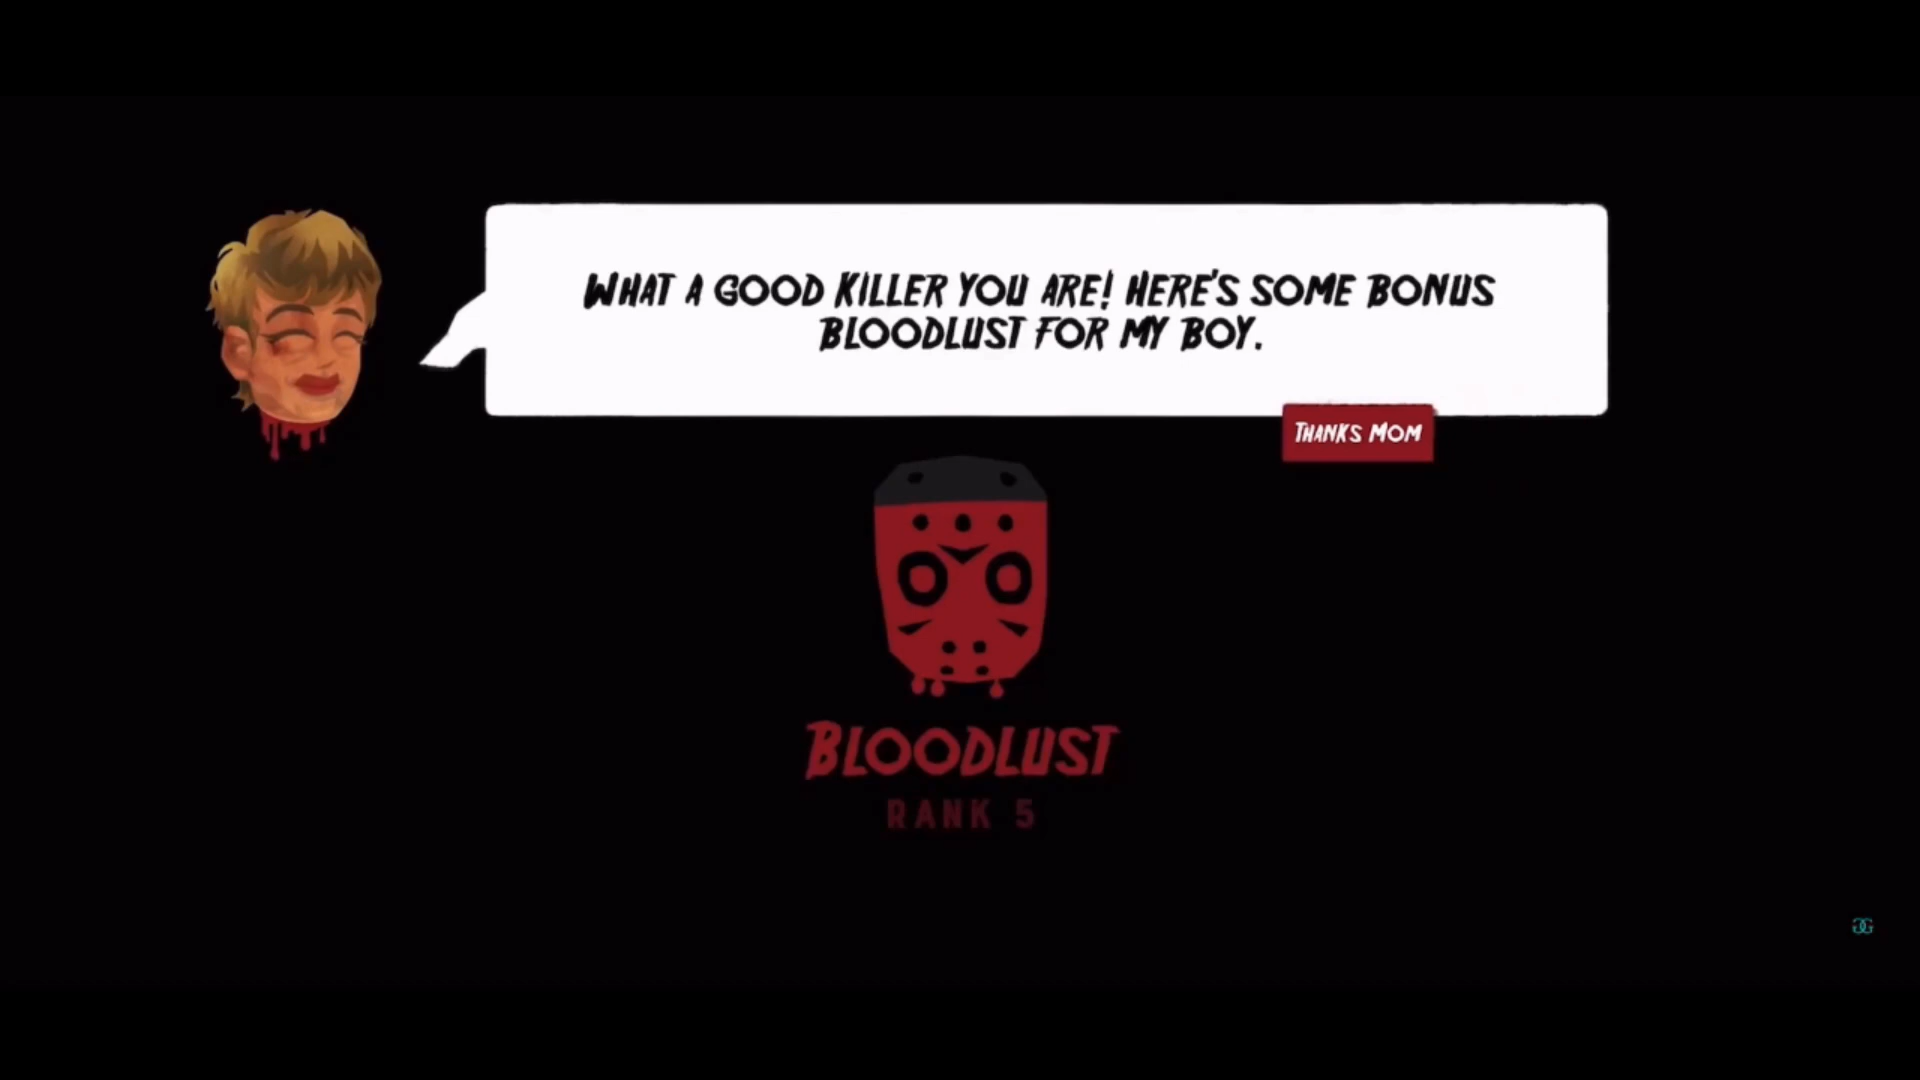 WHAT A GOOD KILLER YOU ARE! HERE'S SOME BONUS
BLOODLUST FOR MY BOY.
THANKS MOM
BLOODLUST
RANK 5